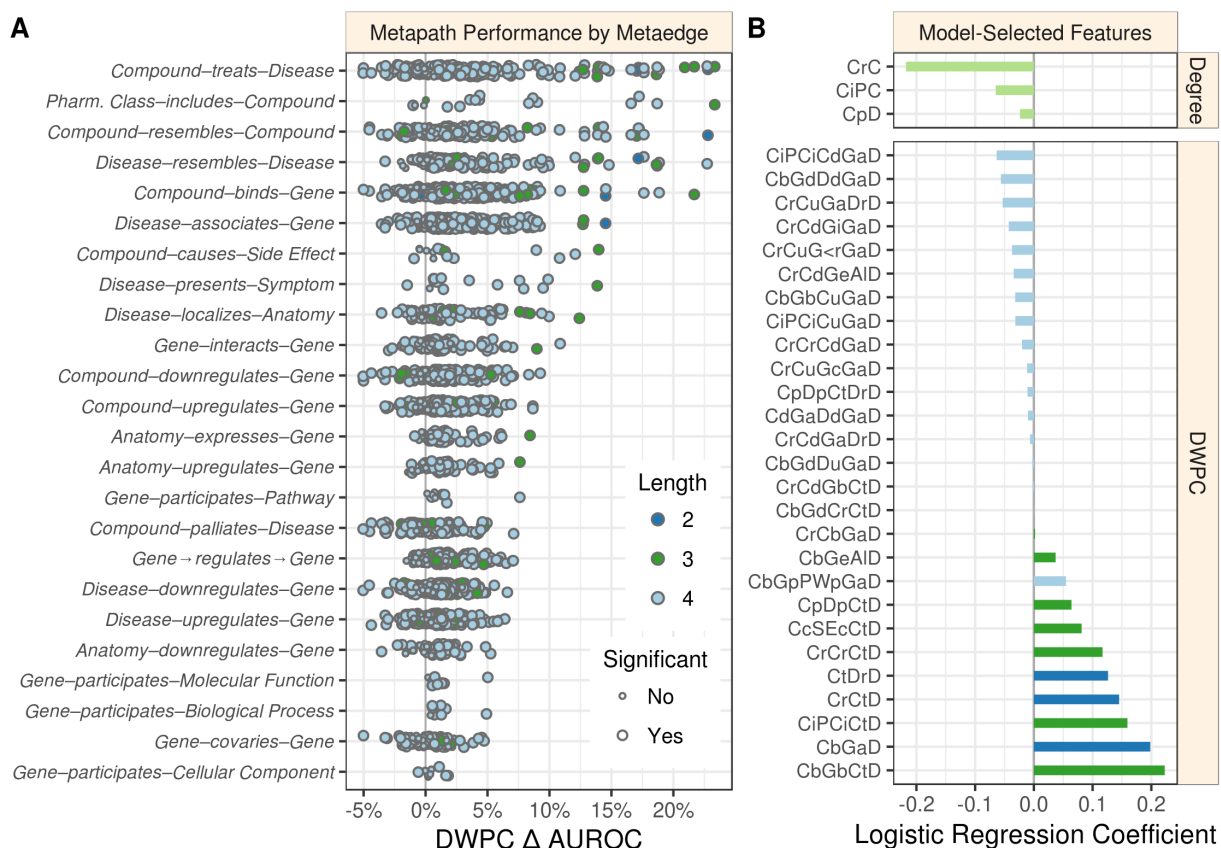 A
Metapath Performance by Metaedge
Compound–treats–Disease
Pharm. Class–includes–Compound
Compound–resembles–Compound
Disease–resembles–Disease
Compound–binds–Gene
Disease–associates–Gene
Compound–causes–Side Effect
Disease–presents–Symptom
Disease–localizes–Anatomy
Gene–interacts–Gene
Compound–downregulates–Gene
Compound–upregulates–Gene
Anatomy–expresses–Gene
Anatomy–upregulates–Gene
Gene–participates–Pathway
Compound–palliates–Disease
Gene→regulates→Gene
Disease–downregulates–Gene
Disease–upregulates–Gene
Anatomy–downregulates–Gene
Gene–participates–Molecular Function
Gene–participates–Biological Process
Gene–covaries–Gene
Gene–participates–Cellular Component
Length
2
3
4
Significant
No
Yes
-5% 0% 5% 10% 15% 20%
DWPC Δ AUROC
B
Model-Selected Features
CrC
CiPC
CpD
Degree
CiPCiCdGaD
CbGdDdGaD
CrCuGaDrD
CrCdGiGaD
CrCuG<rGaD
CrCdGeAlD
CbGbCuGaD
CiPCiCuGaD
CrCrCdGaD
CrCuGcGaD
CpDpCtDrD
CdGaDdGaD
CrCdGaDrD
CbGdDuGaD
CrCdGbCtD
CbGdCrCtD
CrCbGaD
CbGeAlD
CbGpPWpGaD
CpDpCtD
CcSEcCtD
CrCrCtD
CtDrD
CrCtD
CiPCiCtD
CbGaD
CbGbCtD
DWPC
-0.2 -0.1 0.0 0.1 0.2
Logistic Regression Coefficient